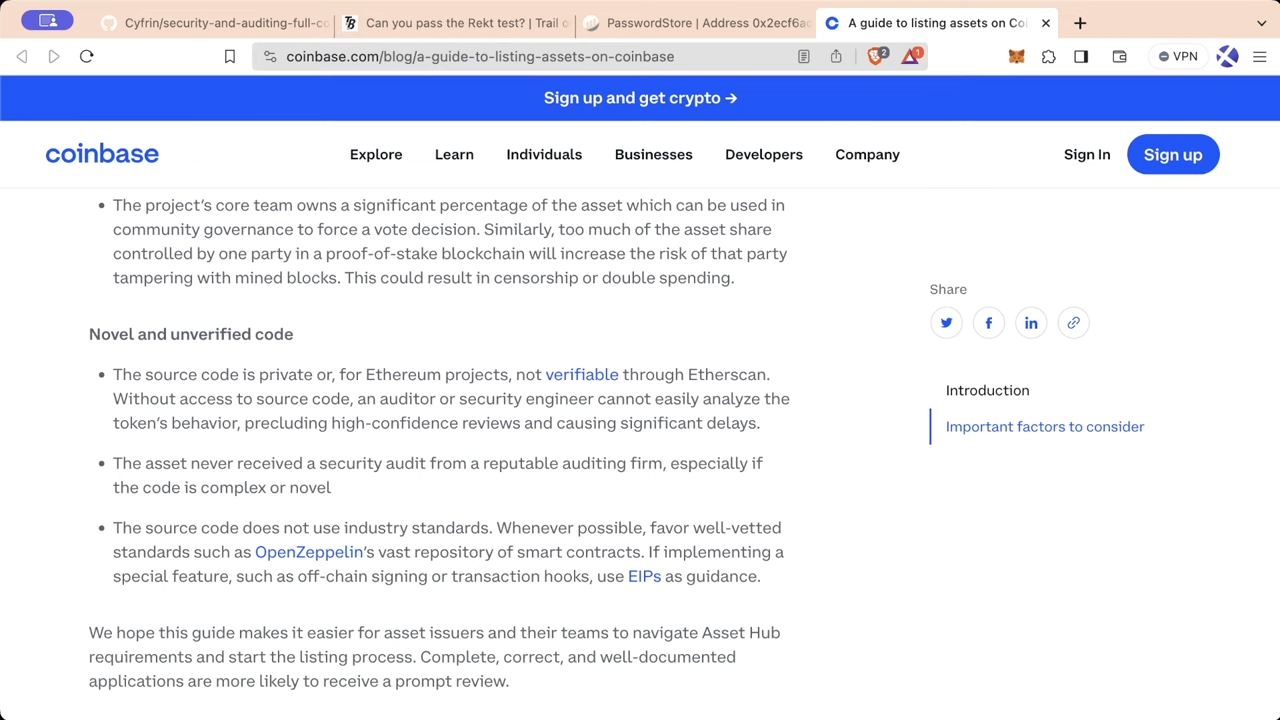 Cyfrin/security-and-auditing-full-co
Can you pass the Rekt test? | Trail o
PasswordStore | Address 0x2ecf6ad
A guide to listing assets on Coi
coinbase.com/blog/a-guide-to-listing-assets-on-coinbase
2
1
VPN
Sign up and get crypto →
coinbase
Explore
Learn
Individuals
Businesses
Developers
Company
Sign In
Sign up
• The project's core team owns a significant percentage of the asset which can be used in
community governance to force a vote decision. Similarly, too much of the asset share
controlled by one party in a proof-of-stake blockchain will increase the risk of that party
tampering with mined blocks. This could result in censorship or double spending.
Share
Novel and unverified code
• The source code is private or, for Ethereum projects, not verifiable through Etherscan.
Without access to source code, an auditor or security engineer cannot easily analyze the
token's behavior, precluding high-confidence reviews and causing significant delays.
Introduction
Important factors to consider
• The asset never received a security audit from a reputable auditing firm, especially if
the code is complex or novel
• The source code does not use industry standards. Whenever possible, favor well-vetted
standards such as OpenZeppelin's vast repository of smart contracts. If implementing a
special feature, such as off-chain signing or transaction hooks, use EIPs as guidance.
We hope this guide makes it easier for asset issuers and their teams to navigate Asset Hub
requirements and start the listing process. Complete, correct, and well-documented
applications are more likely to receive a prompt review.